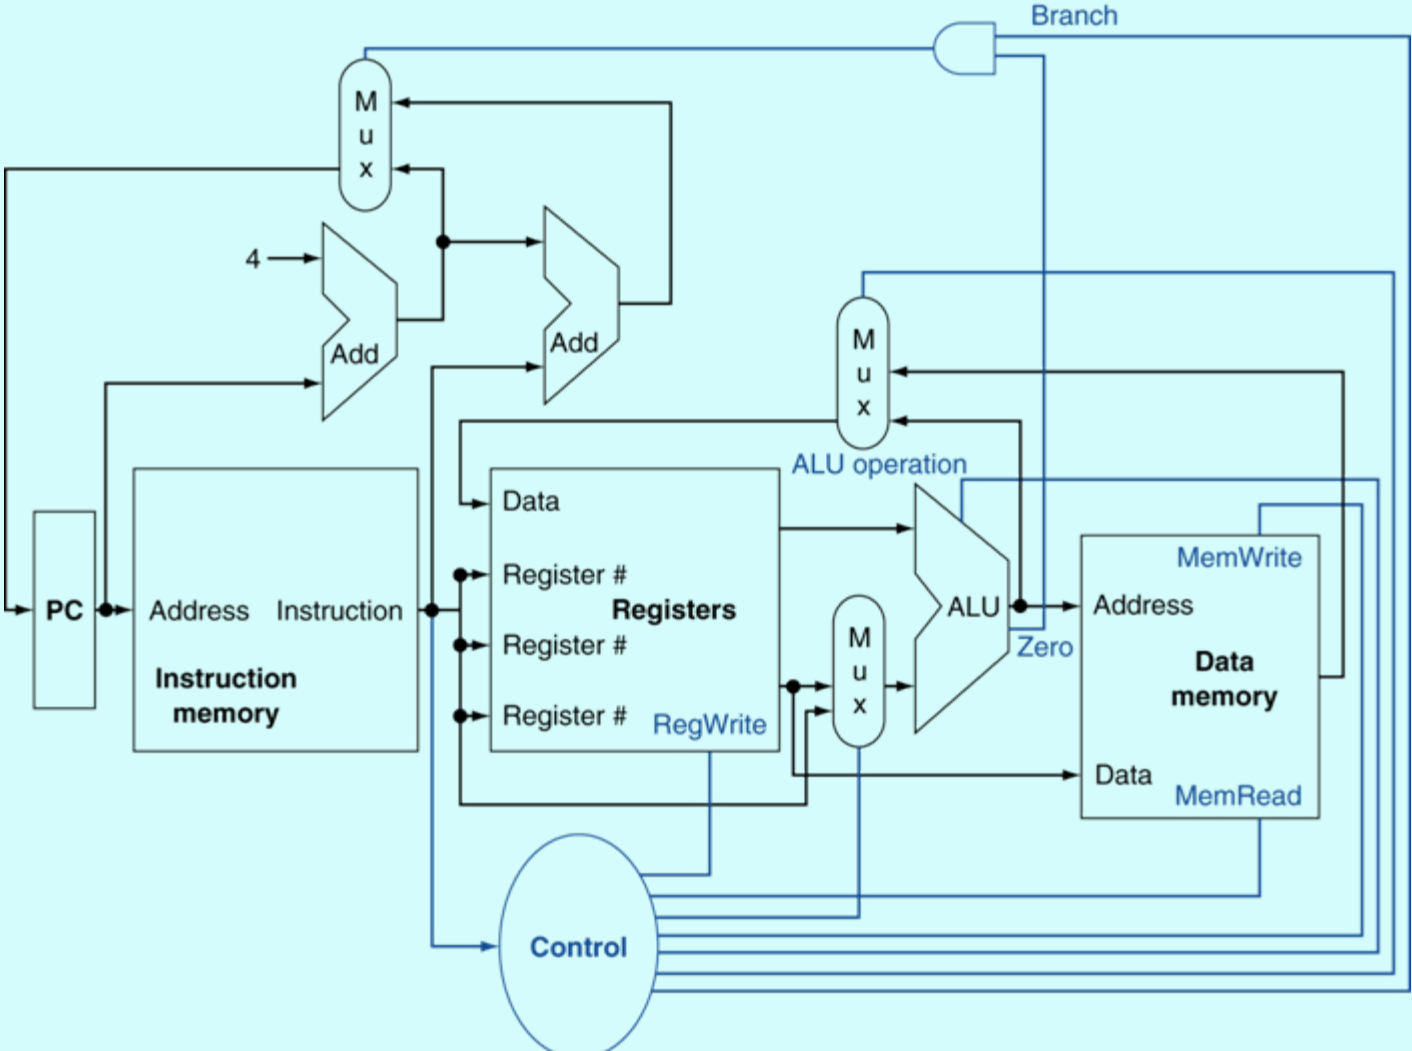 Branch
M
u
x
4
Add
Add
M
u
x
ALU operation
Data
MemWrite
Register #
PC
Address
Instruction
Registers
ALU
Address
M
u
x
Register #
Zero
Data
memory
Instruction
memory
Register #
RegWrite
Data
MemRead
Control